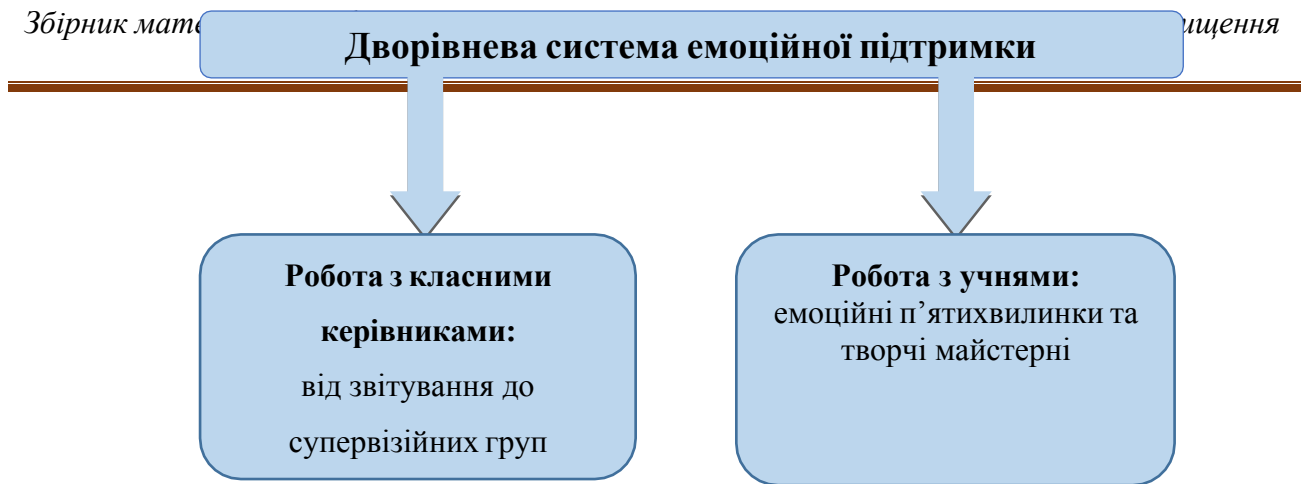 Збірник мате
ищення
Дворівнева система емоційної підтримки
Робота з класними
керівниками:
від звітування до
супервізійних груп
Робота з учнями:
емоційні п’ятихвилинки та
творчі майстерні